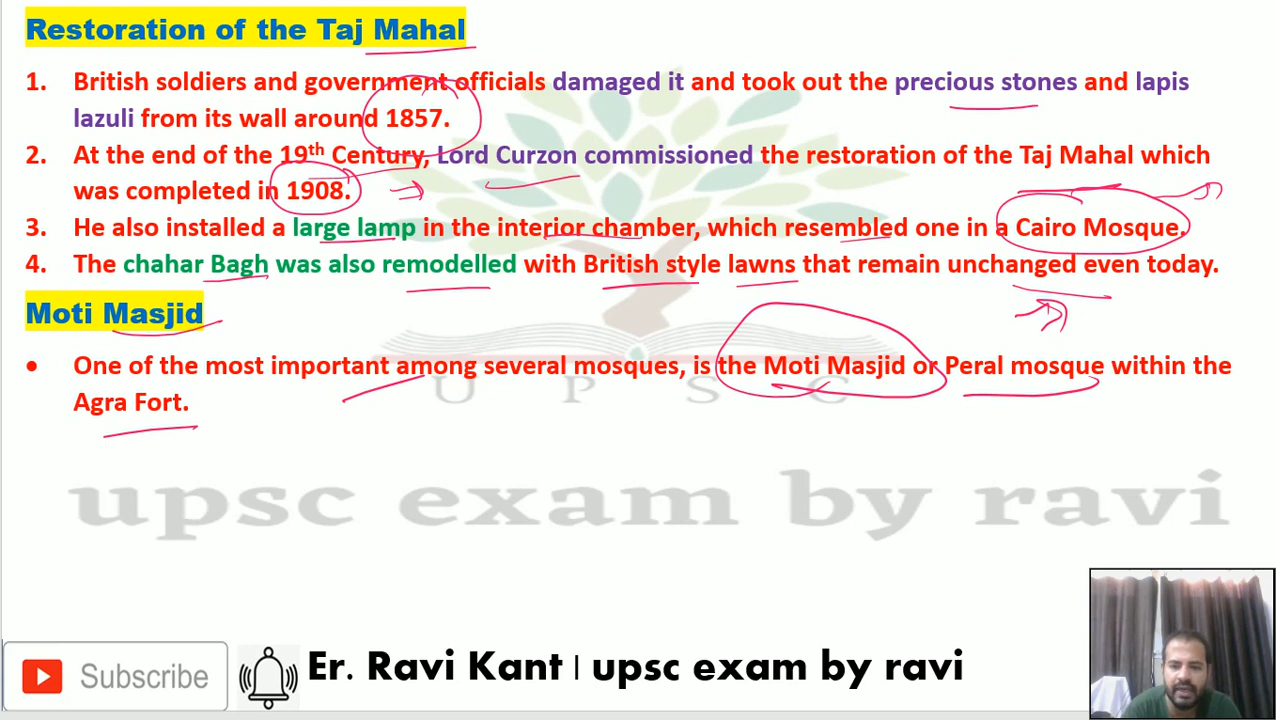 Restoration of the Taj Mahal
1. British soldiers and government officials damaged it and took out the precious stones and lapis
lazuli from its wall around 1857.
2. At the end of the 19th Century, Lord Curzon commissioned the restoration of the Taj Mahal which
was completed in 1908.
3. He also installed a large lamp in the interior chamber, which resembled one in a Cairo Mosque.
4. The chahar Bagh was also remodelled with British style lawns that remain unchanged even today.
Moti Masjid
• One of the most important among several mosques, is the Moti Masjid or Peral mosque within the
UPSC
Agra Fort.
upsc exam by ravi
Subscribe
Er. Ravi Kant | upsc exam by ravi